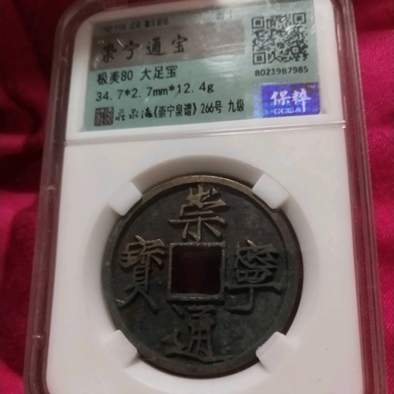 崇宁通宝
极美80 大足宝
34.7*2.7mm*12.4g
《崇宁泉谱》266号 九级
8021987985
保粹
崇
寶 寧
通